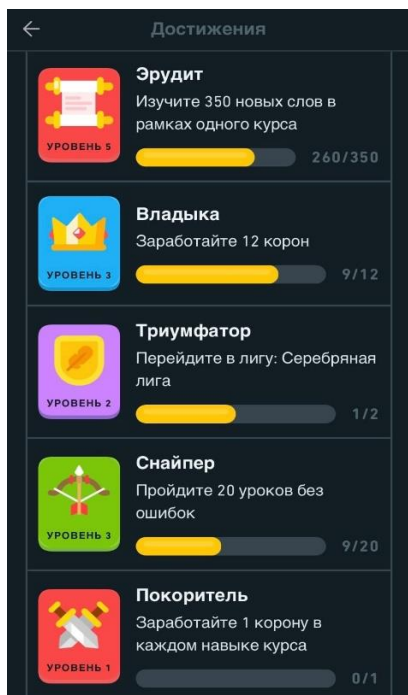 Достижения
Эрудит
Изучите 350 новых слов в
рамках одного курса
УРОВЕНЬ 5
260/350
Владыка
Заработайте 12 корон
УРОВЕНЬ 3
9/12
Триумфатор
Перейдите в лигу: Серебряная
лига
УРОВЕНЬ 2
1/2
Снайпер
Пройдите 20 уроков без
ошибок
УРОВЕНЬ 3
9/20
Покоритель
Заработайте 1 корону в
каждом навыке курса
УРОВЕНЬ 1
0/1